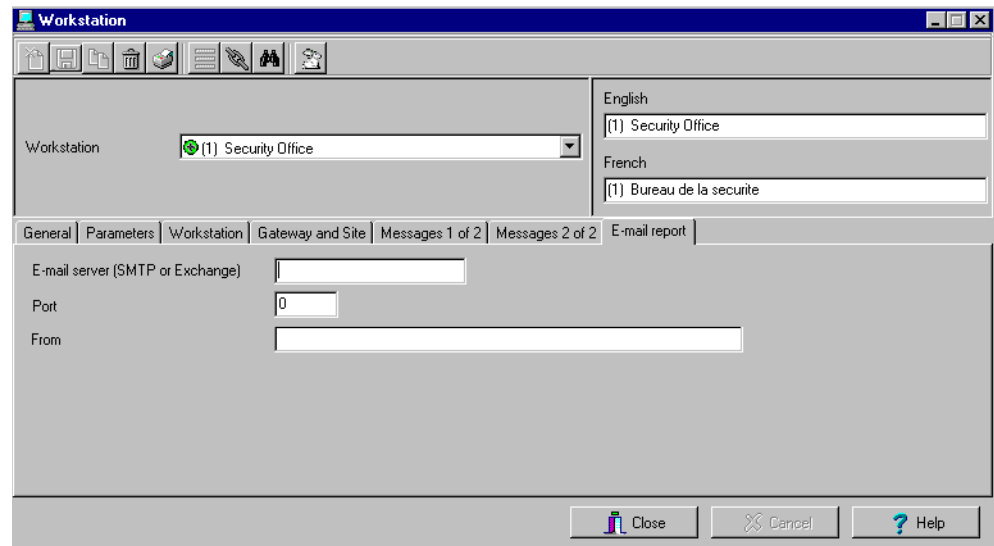 Workstation
English
(1) Security Office
Workstation
(1) Security Office
French
(1) Bureau de la securite
General Parameters Workstation Gateway and Site Messages 1 of 2 Messages 2 of 2 E-mail report
E-mail server (SMTP or Exchange)
Port 0
From
Close Cancel Help